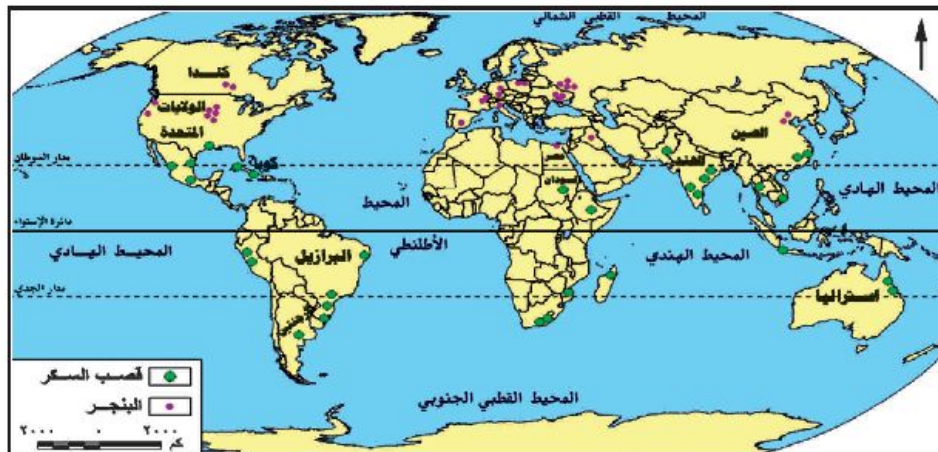 المحيط القطبي الشمالي
كندا
الولايات
المتحدة
الصين
مدار السرطان
كوبا
مصر
الهند
السودان
المحيط
المحيط الهادي
دائرة الإستواء
الأطلنطي
المحيط الهادي
البرازيل
المحيط الهندي
مدار الجدي
استراليا
الأرجنتين
قصب السكر
البنجر
المحيط القطبي الجنوبي
٢٠٠٠ ٠ ٢٠٠٠
كم